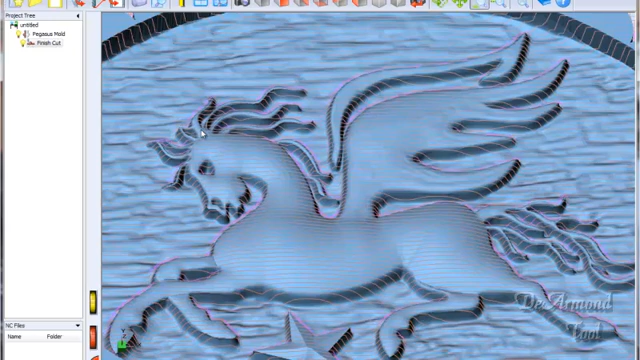 Project Tree
untitled
Pegasus Mold
Finish Cut
NC Files
Name Folder
DeArmond
Tool